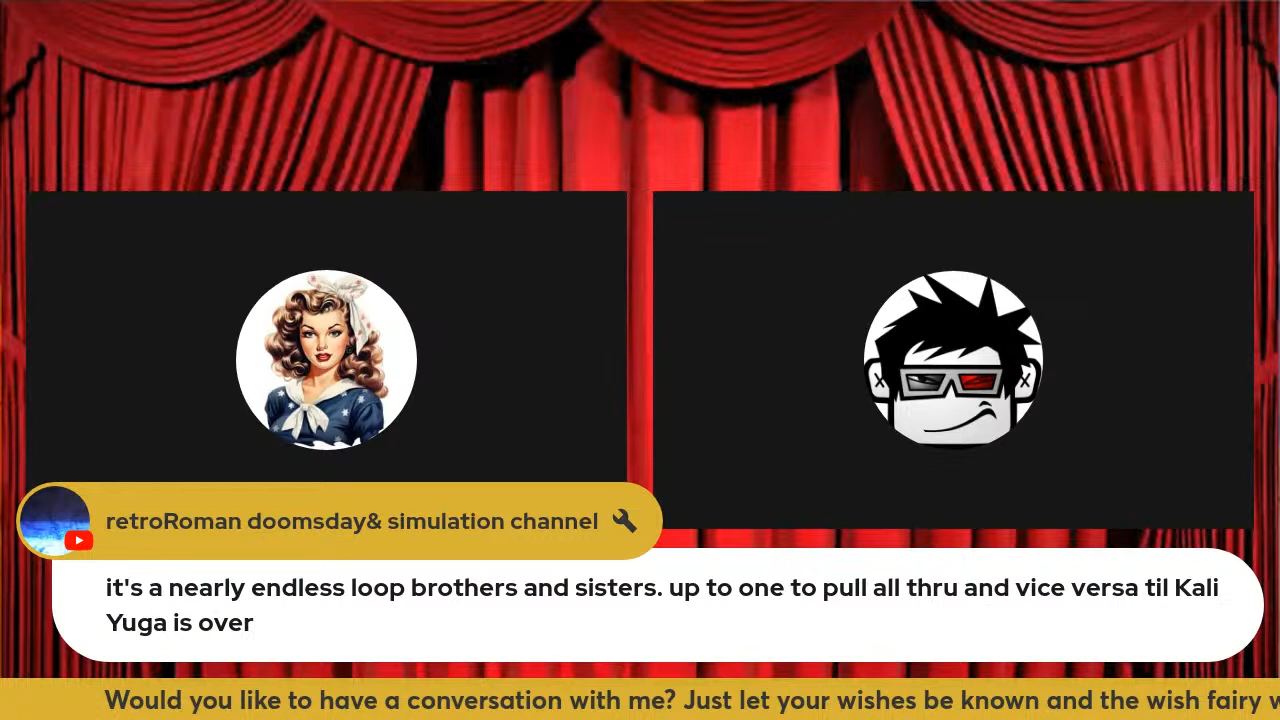 retroRoman doomsday& simulation channel
it's a nearly endless loop brothers and sisters. up to one to pull all thru and vice versa til Kali
Yuga is over
Would you like to have a conversation with me? Just let your wishes be known and the wish fairy